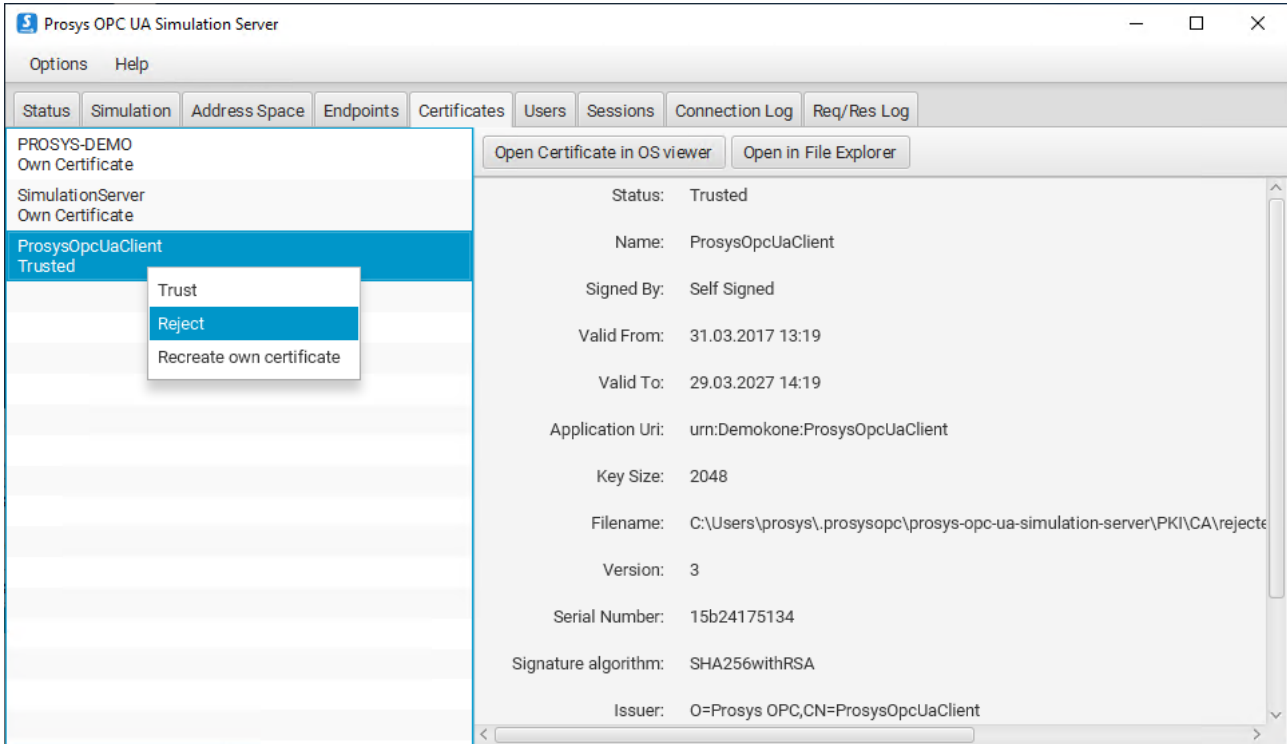 Prosys OPC UA Simulation Server
Options Help
Status Simulation Address Space Endpoints Certificates Users Sessions Connection Log Req/Res Log
PROSYS-DEMO
Own Certificate
SimulationServer
Own Certificate
ProsysOpcUaClient
Trusted
Trust
Reject
Recreate own certificate
Open Certificate in OS viewer Open in File Explorer
Status: Trusted
Name: ProsysOpcUaClient
Signed By: Self Signed
Valid From: 31.03.2017 13:19
Valid To: 29.03.2027 14:19
Application Uri: urn:Demokone:ProsysOpcUaClient
Key Size: 2048
Filename: C:\Users\prosys\.prosysopc\prosys-opc-ua-simulation-server\PKI\CA\rejecte
Version: 3
Serial Number: 15b24175134
Signature algorithm: SHA256withRSA
Issuer: O=Prosys OPC,CN=ProsysOpcUaClient